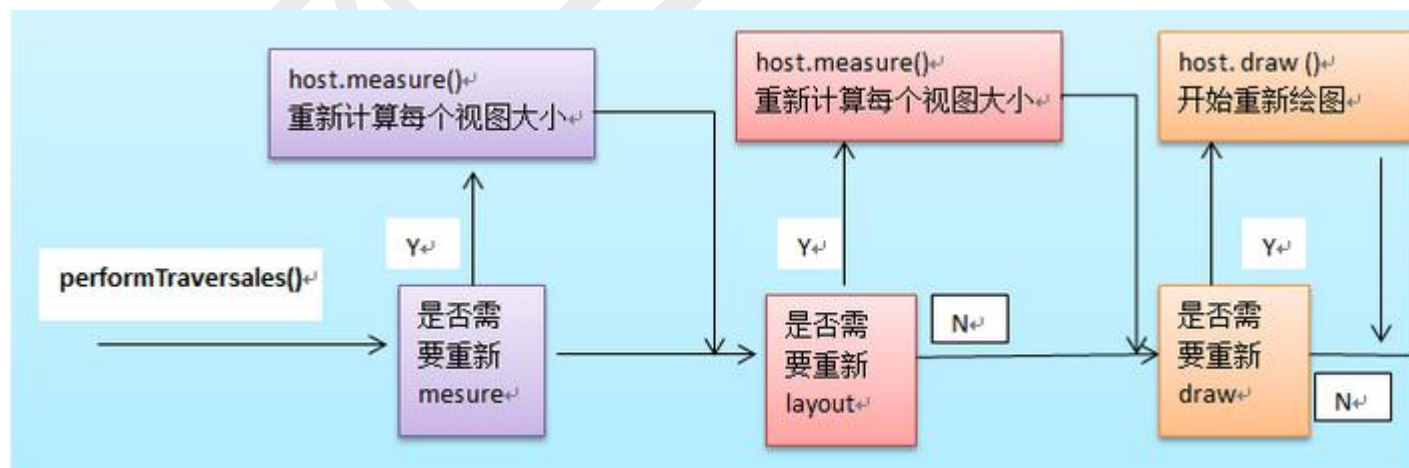 host.measure()
重新计算每个视图大小
host.measure()
重新计算每个视图大小
host. draw ()
开始重新绘图
Y
Y
Y
performTraversales()
是否需
要重新
mesure
是否需
要重新
layout
N
是否需
要重新
draw
N